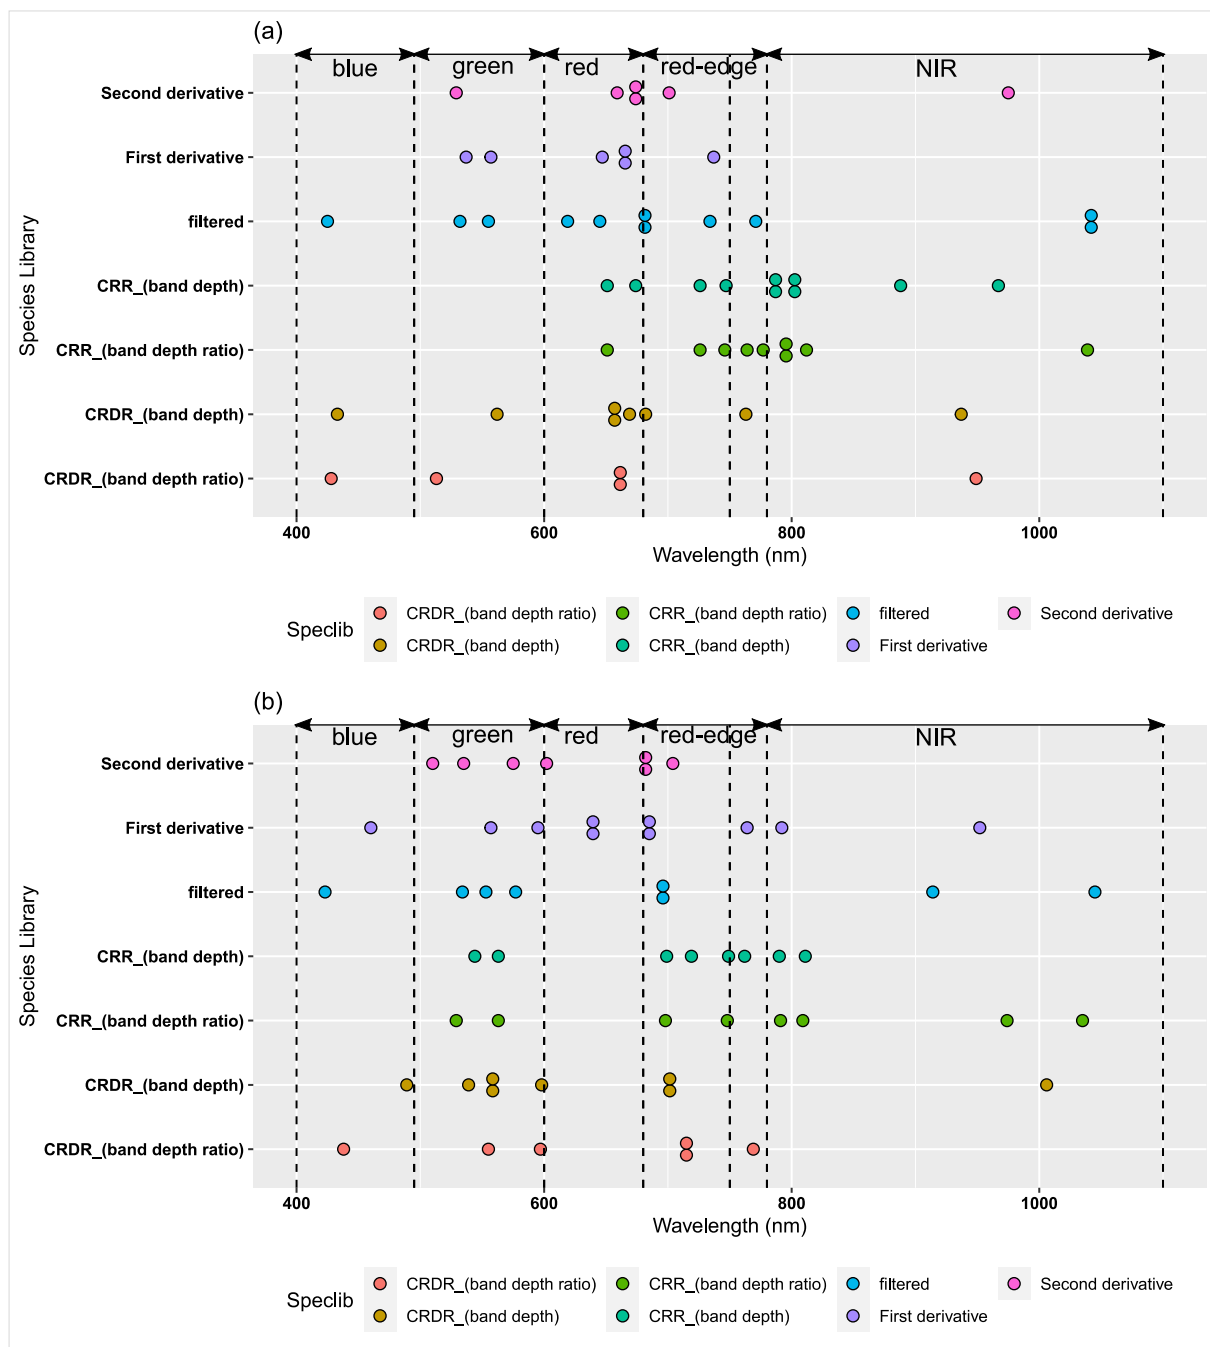 (a)
blue green red red-edge NIR
Second derivative
First derivative
filtered
CRR_(band depth)
CRR_(band depth ratio)
CRDR_(band depth)
CRDR_(band depth ratio)
Species Library
400 600 800 1000
Wavelength (nm)
Speclib
CRDR_(band depth ratio) CRR_(band depth ratio) filtered Second derivative
CRDR_(band depth) CRR_(band depth) First derivative
(b)
blue green red red-edge NIR
Second derivative
First derivative
filtered
CRR_(band depth)
CRR_(band depth ratio)
CRDR_(band depth)
CRDR_(band depth ratio)
Species Library
400 600 800 1000
Wavelength (nm)
Speclib
CRDR_(band depth ratio) CRR_(band depth ratio) filtered Second derivative
CRDR_(band depth) CRR_(band depth) First derivative